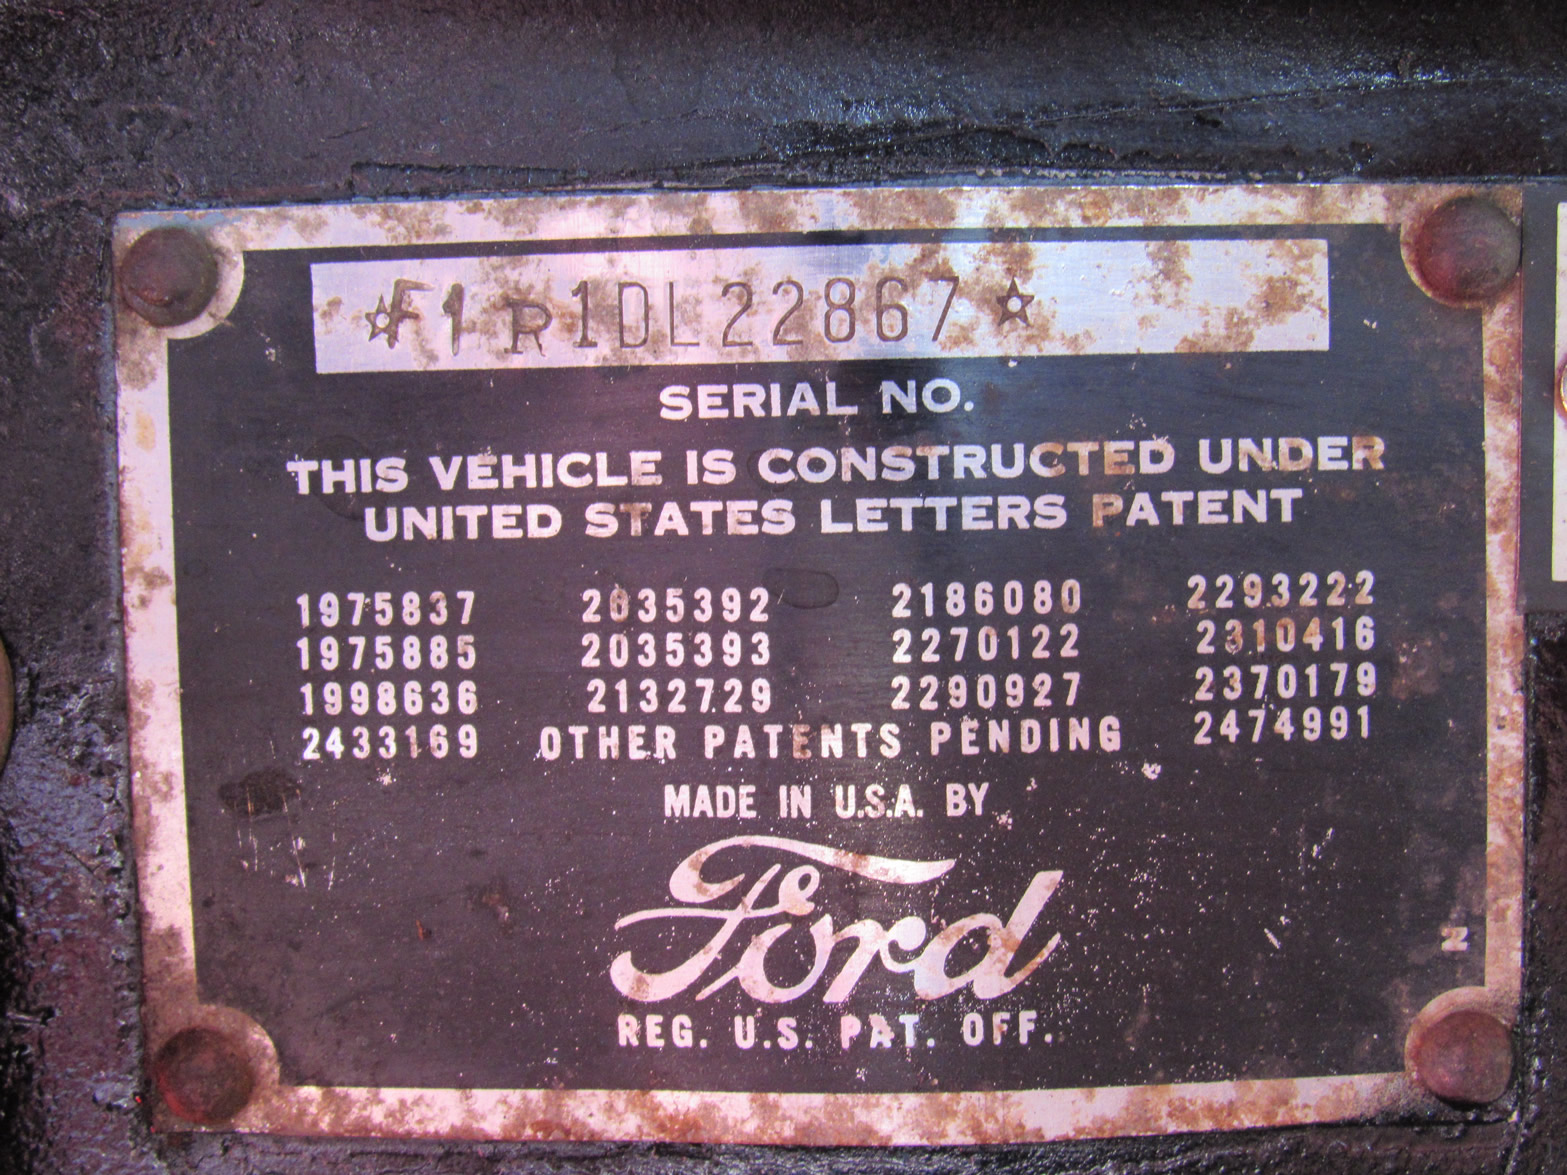 ☆F1R1DL22867☆
SERIAL NO.
THIS VEHICLE IS CONSTRUCTED UNDER
UNITED STATES LETTERS PATENT
1975837 2035392 2186080 2293222
1975885 2035393 2270122 2310416
1998636 2132729 2290927 2370179
2433169 OTHER PATENTS PENDING 2474991
MADE IN U.S.A. BY
Ford
REG. U.S. PAT. OFF.
N